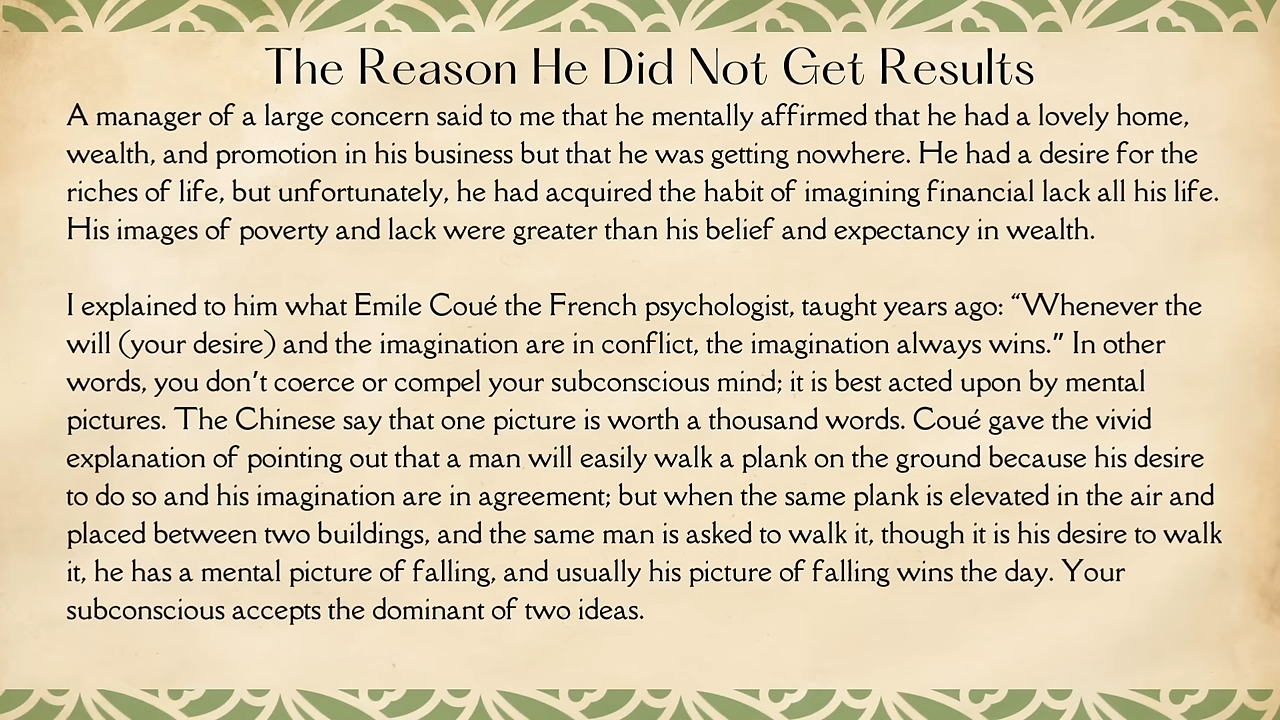 The Reason He Did Not Get Results
A manager of a large concern said to me that he mentally affirmed that he had a lovely home,
wealth, and promotion in his business but that he was getting nowhere. He had a desire for the
riches of life, but unfortunately, he had acquired the habit of imagining financial lack all his life.
His images of poverty and lack were greater than his belief and expectancy in wealth.
I explained to him what Emile Coué the French psychologist, taught years ago: “Whenever the
will (your desire) and the imagination are in conflict, the imagination always wins.” In other
words, you don't coerce or compel your subconscious mind; it is best acted upon by mental
pictures. The Chinese say that one picture is worth a thousand words. Coué gave the vivid
explanation of pointing out that a man will easily walk a plank on the ground because his desire
to do so and his imagination are in agreement; but when the same plank is elevated in the air and
placed between two buildings, and the same man is asked to walk it, though it is his desire to walk
it, he has a mental picture of falling, and usually his picture of falling wins the day. Your
subconscious accepts the dominant of two ideas.